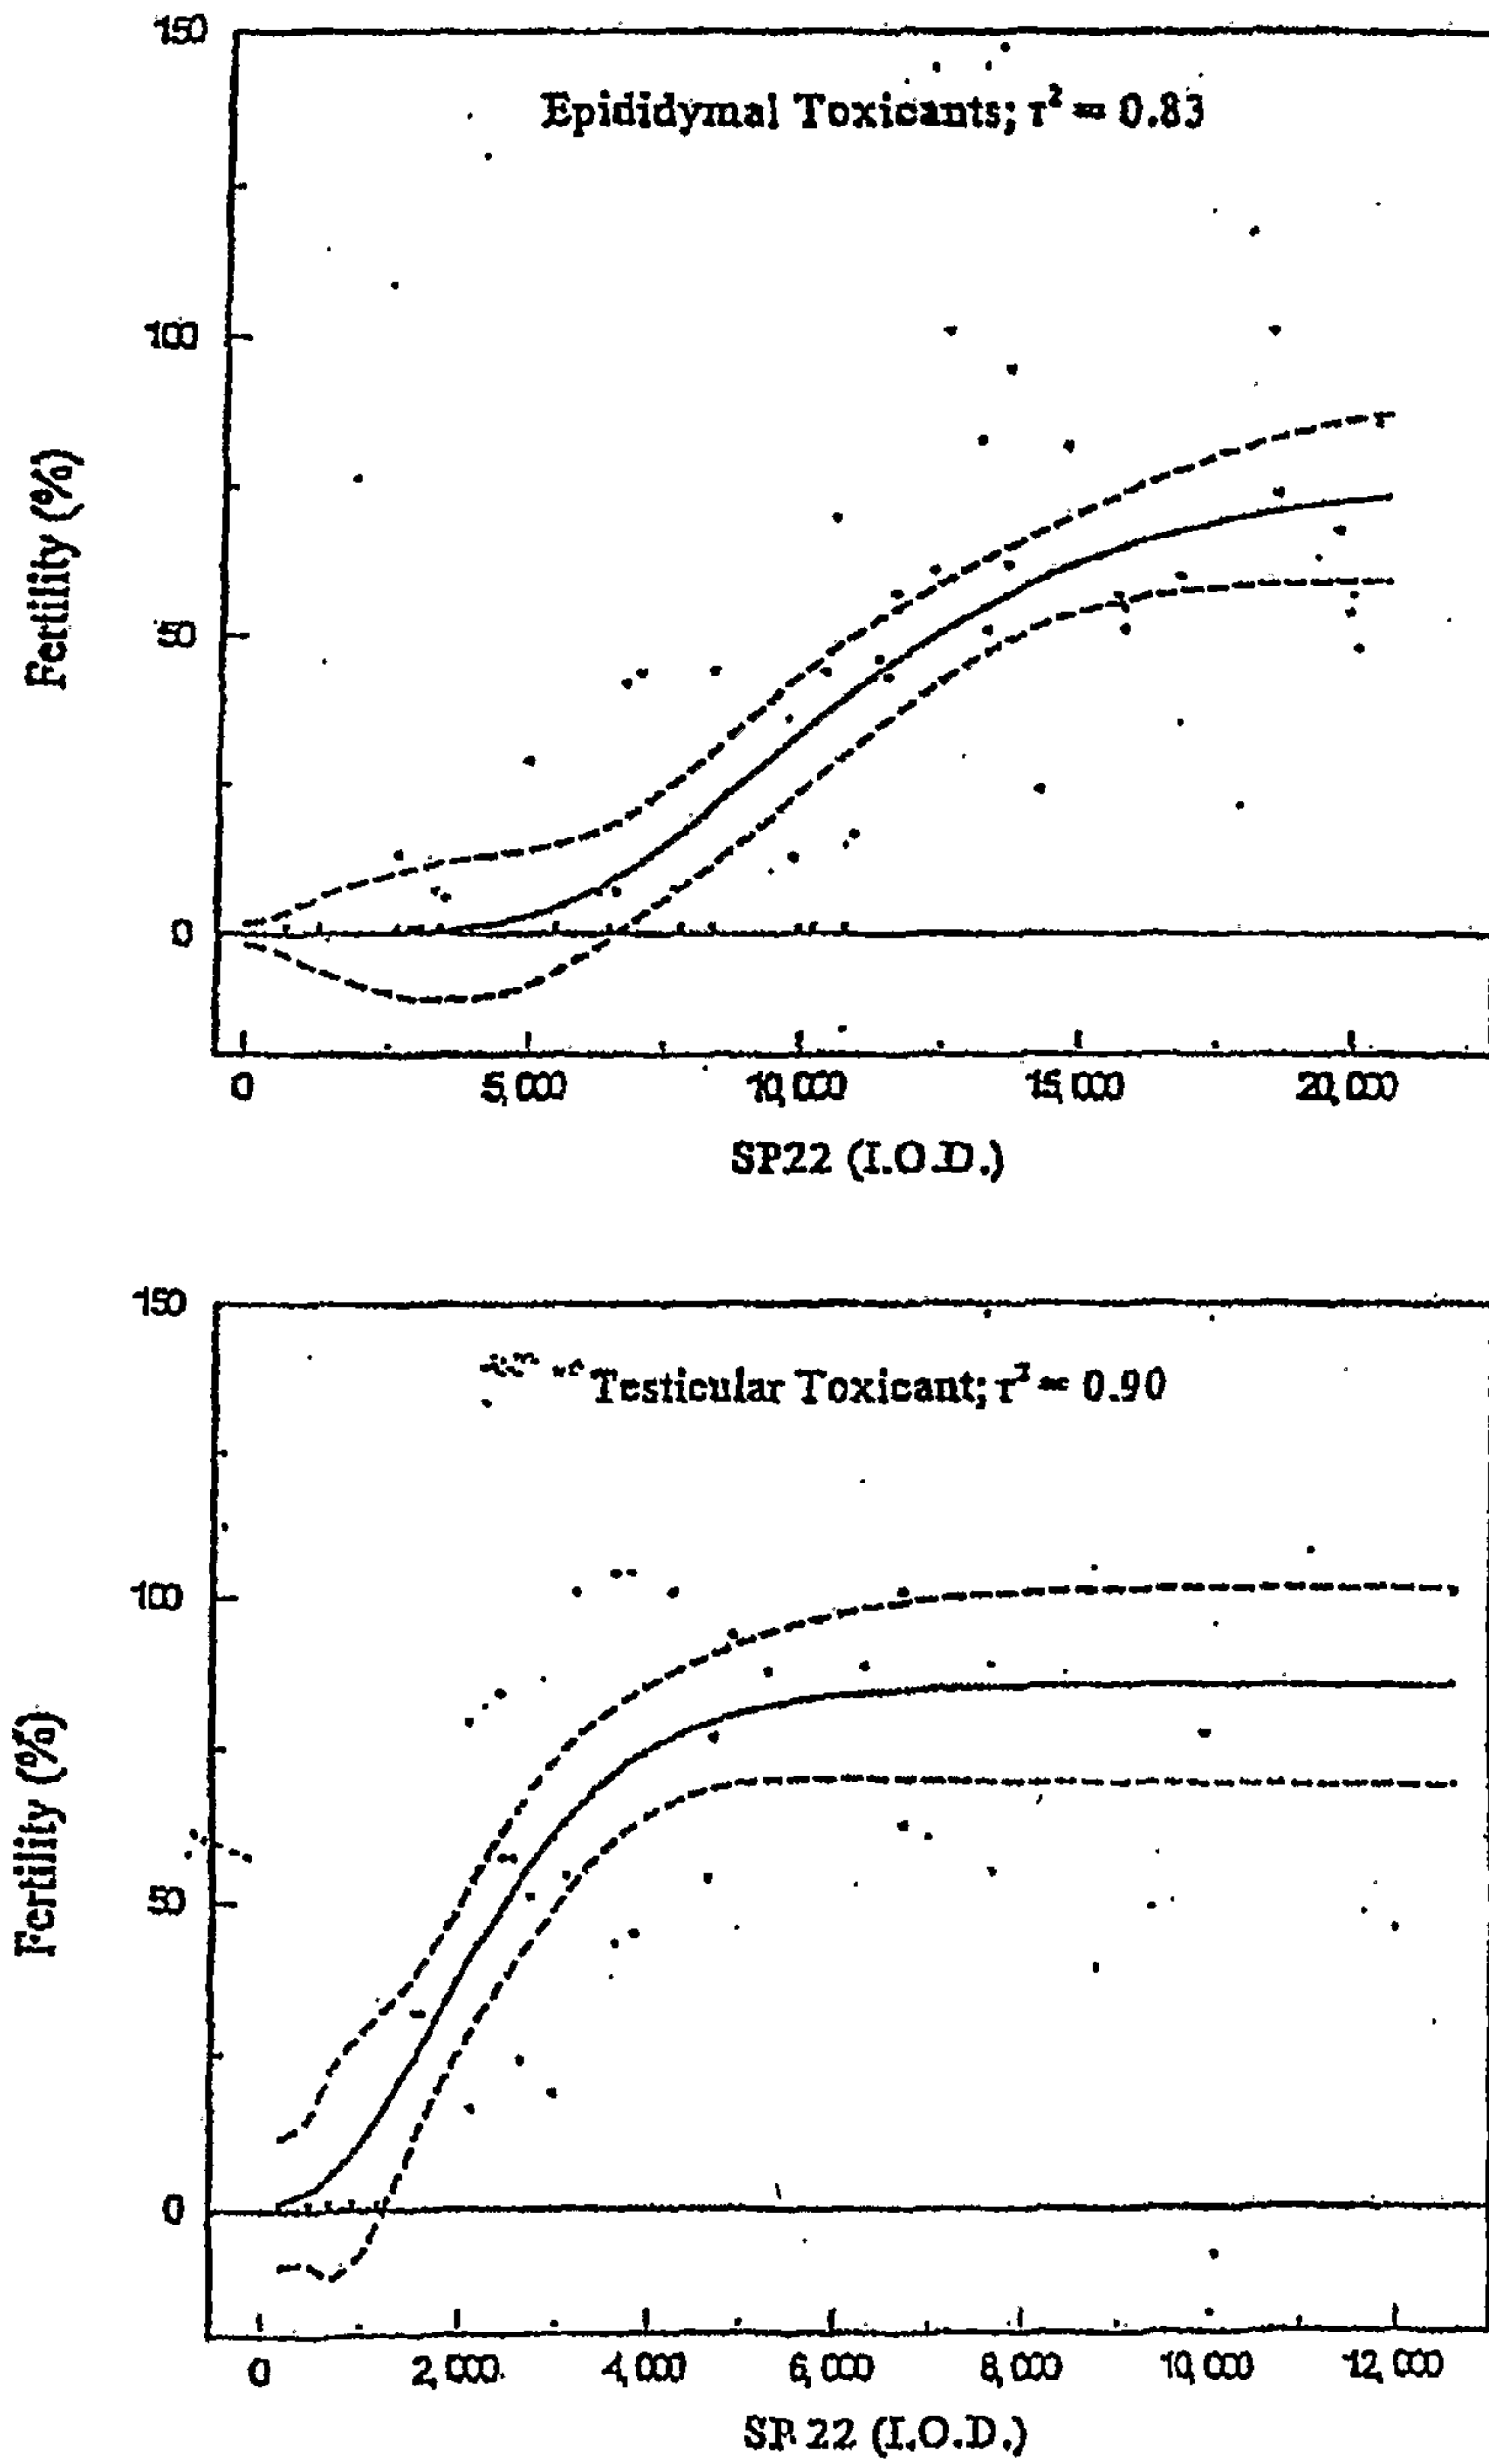 150
Epididymal Toxicants; r² = 0.83
100
50
0
Fertility (%)
0 5,000 10,000 15,000 20,000
SP22 (I.O.D.)
150
Testicular Toxicant; r² = 0.90
100
50
0
Fertility (%)
0 2,000 4,000 6,000 8,000 10,000 12,000
SP22 (I.O.D.)